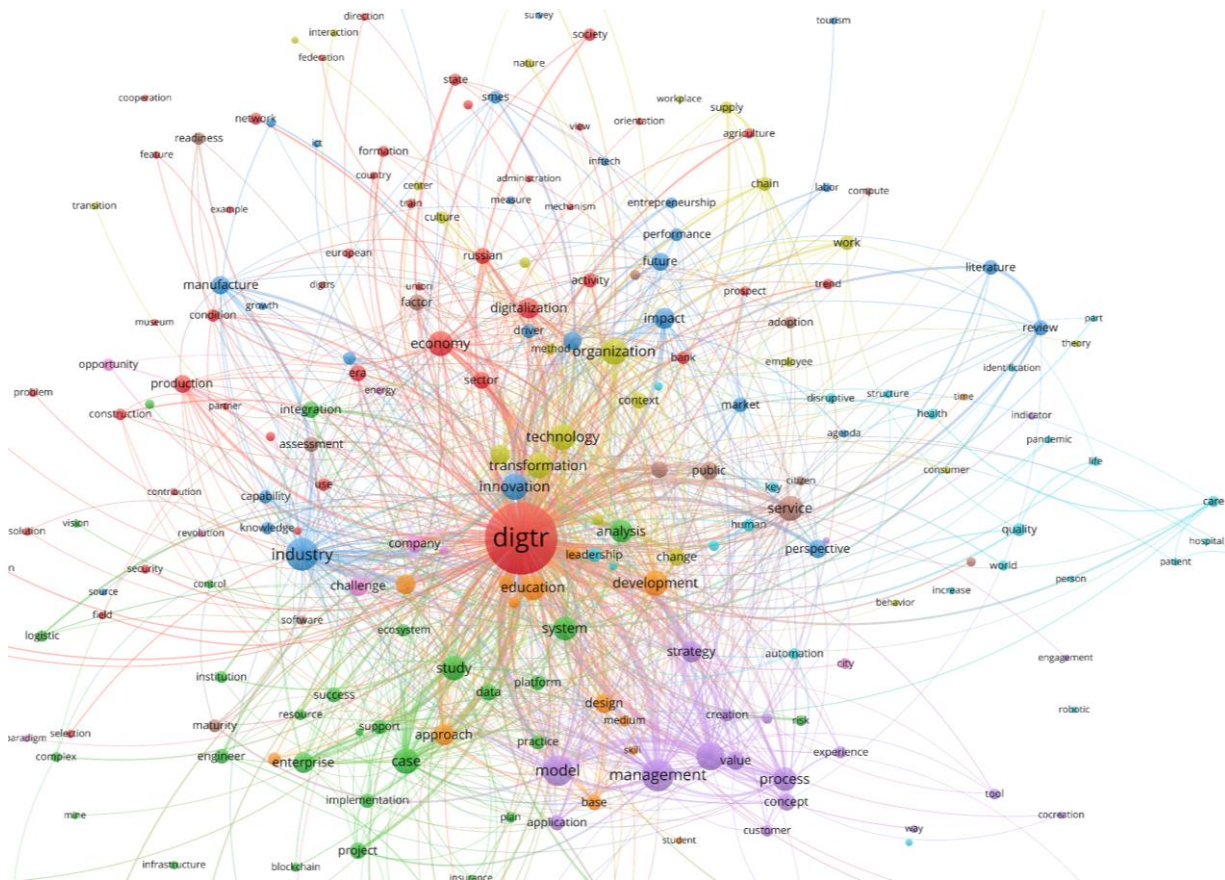 direction
survey
tourism
interaction
society
federation
nature
state
cooperation
smes
workplace
supply
network
view
orientation
agriculture
readiness
ict
formation
feature
inftech
country
administration
chain
labor
compute
center
train
measure
entrepreneurship
transition
example
mechanism
culture
performance
work
european
russian
future
literature
manufacture
digtrs
union
activity
trend
factor
prospect
growth
digitalization
museum
condition
impact
adoption
review
part
driver
economy
method
organization
theory
opportunity
bank
employee
identification
production
era
sector
problem
energy
context
disruptive
structure
time
construction
partner
integration
market
health
indicator
technology
agenda
pandemic
assessment
transformation
public
life
consumer
contribution
use
innovation
key
citizen
capability
service
care
solution
vision
revolution
knowledge
digtr
analysis
human
quality
company
hospital
industry
leadership
change
perspective
security
patient
challenge
education
development
world
person
source
control
increase
field
software
behavior
logistic
ecosystem
system
strategy
automation
city
engagement
study
institution
platform
success
data
design
resource
creation
robotic
maturity
support
medium
risk
paradigm
selection
approach
practice
experience
complex
engineer
enterprise
case
skill
value
model
management
process
tool
implementation
base
concept
mine
plan
application
customer
way
cocreation
project
student
infrastructure
blockchain
insurance